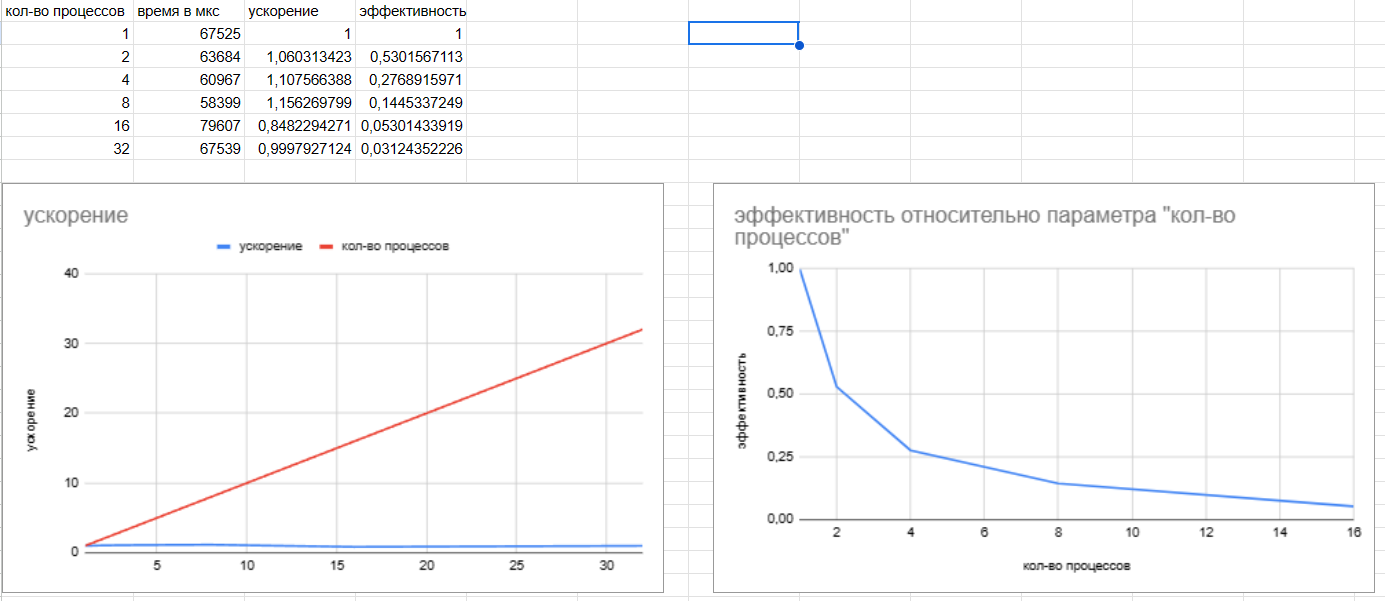 кол-во процессов время в мкс ускорение эффективность
1 67525 1 1
2 63684 1,060313423 0,5301567113
4 60967 1,107566388 0,2768915971
8 58399 1,156269799 0,1445337249
16 79607 0,8482294271 0,05301433919
32 67539 0,9997927124 0,03124352226
ускорение
ускорение кол-во процессов
40
30
20
10
0
ускорение
5 10 15 20 25 30
эффективность относительно параметра "кол-во
процессов"
1,00
0,75
0,50
0,25
0,00
эффективность
2 4 6 8 10 12 14 16
кол-во процессов